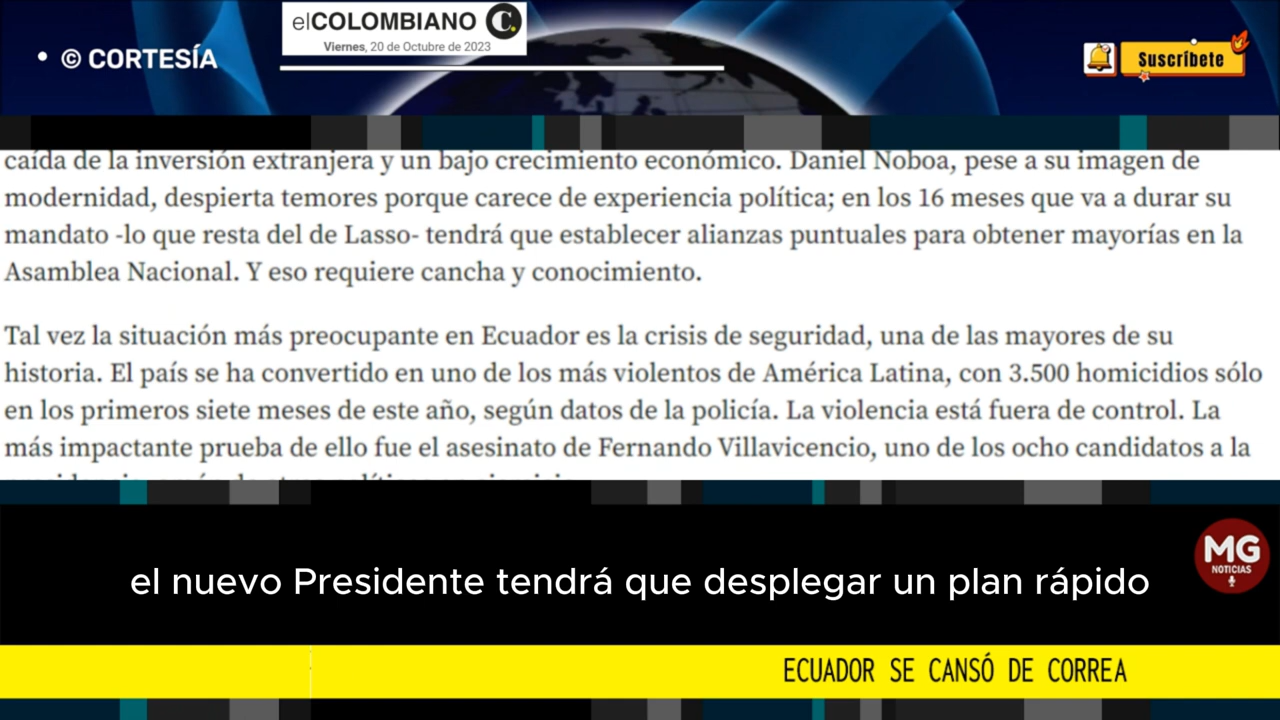 elCOLOMBIANO C.
Viernes, 20 de Octubre de 2023
• © CORTESÍA
Suscríbete
caída de la inversión extranjera y un bajo crecimiento económico. Daniel Noboa, pese a su imagen de
modernidad, despierta temores porque carece de experiencia política; en los 16 meses que va a durar su
mandato -lo que resta del de Lasso- tendrá que establecer alianzas puntuales para obtener mayorías en la
Asamblea Nacional. Y eso requiere cancha y conocimiento.
Tal vez la situación más preocupante en Ecuador es la crisis de seguridad, una de las mayores de su
historia. El país se ha convertido en uno de los más violentos de América Latina, con 3.500 homicidios sólo
en los primeros siete meses de este año, según datos de la policía. La violencia está fuera de control. La
más impactante prueba de ello fue el asesinato de Fernando Villavicencio, uno de los ocho candidatos a la
MG
NOTICIAS
el nuevo Presidente tendrá que desplegar un plan rápido
ECUADOR SE CANSÓ DE CORREA